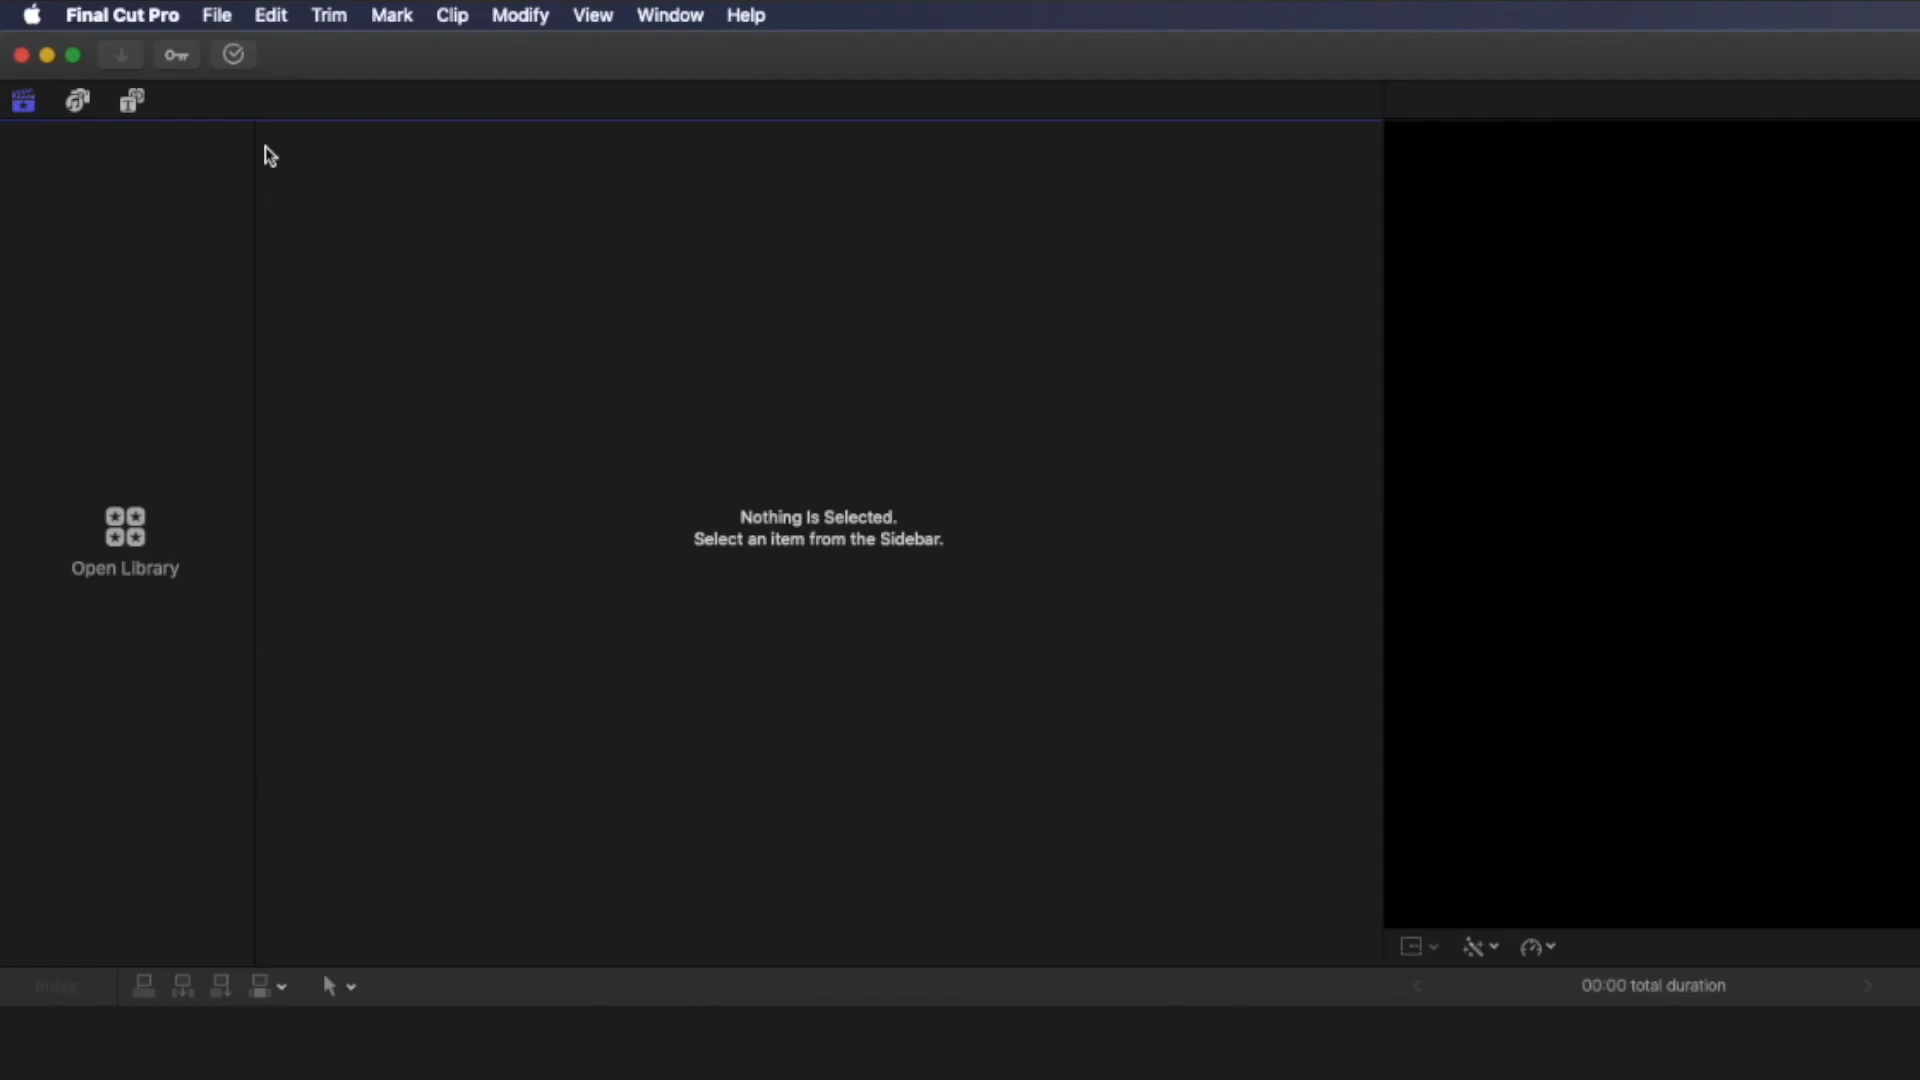 Final Cut Pro File Edit Trim Mark Clip Modify View Window Help
Nothing Is Selected.
Select an item from the Sidebar.
Open Library
Index
00:00 total duration